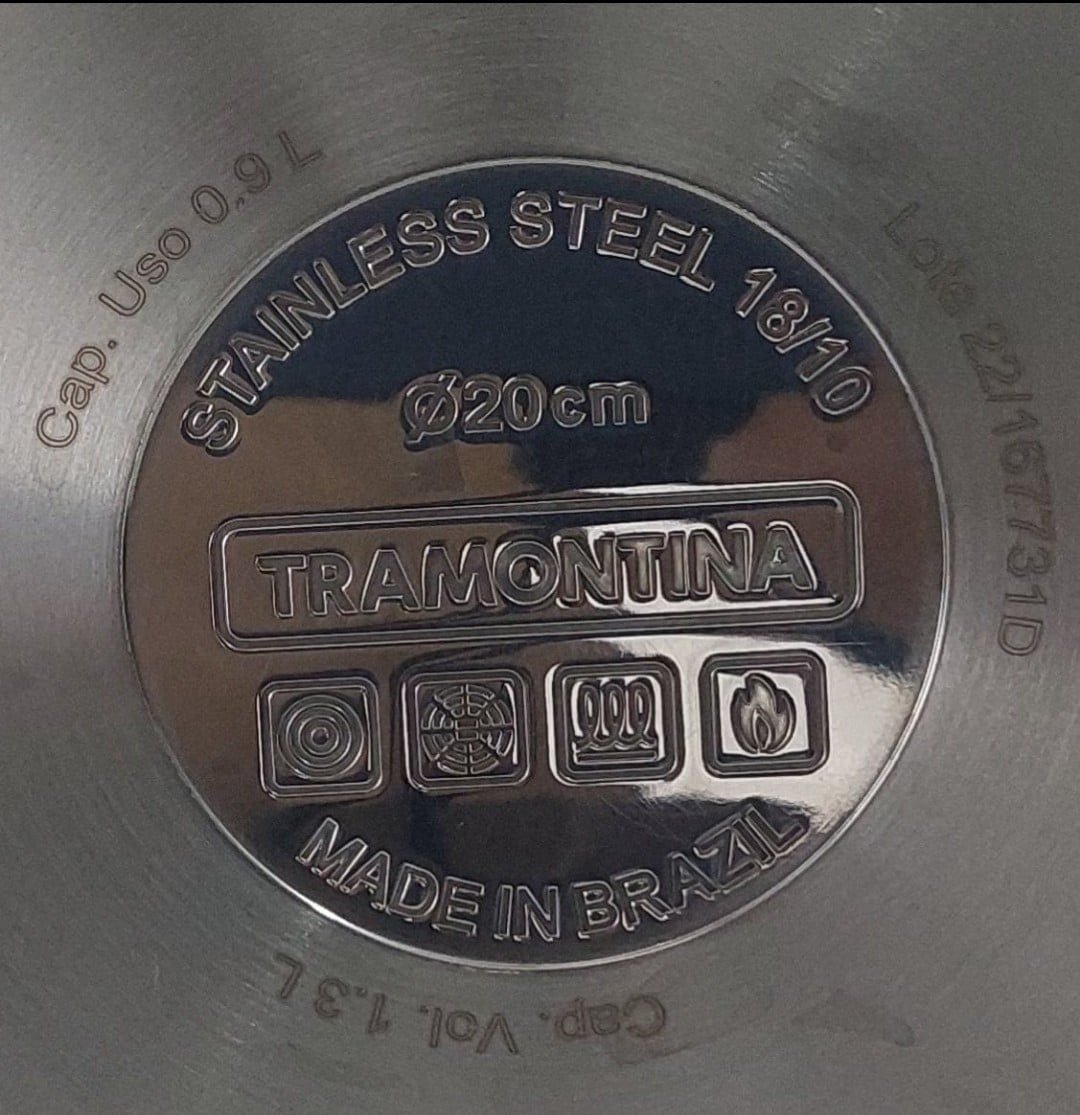 Cap. Uso 0,9 L
Lote 22/167731D
STAINLESS STEEL 18/10
Ø20cm
TRAMONTINA
MADE IN BRAZIL
Cap. Vol. 1.3 L